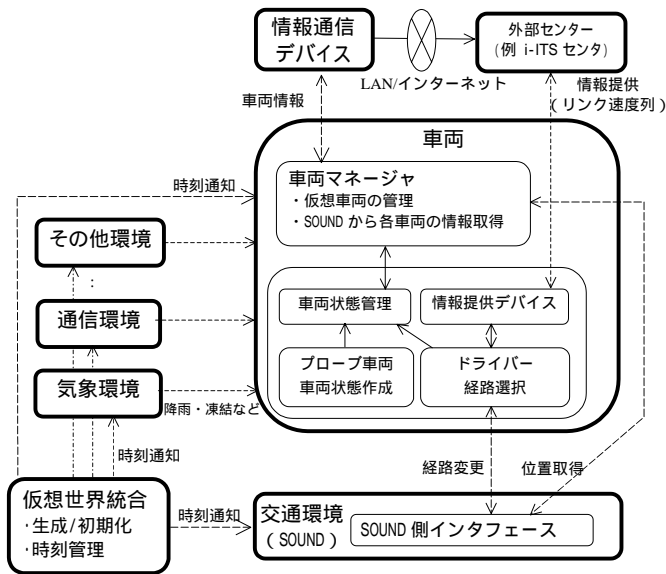 情報通信
デバイス
外部センター
(例 i-ITS センタ)
LAN/インターネット
車両情報
情報提供
(リンク速度列)
車両
時刻通知
車両マネージャ
・仮想車両の管理
・SOUND から各車両の情報取得
その他環境
:
車両状態管理
情報提供デバイス
通信環境
プローブ車両
車両状態作成
ドライバー
経路選択
気象環境
降雨・凍結など
時刻通知
経路変更
位置取得
仮想世界統合
・生成/初期化
・時刻管理
時刻通知
交通環境
(SOUND)
SOUND 側インタフェース